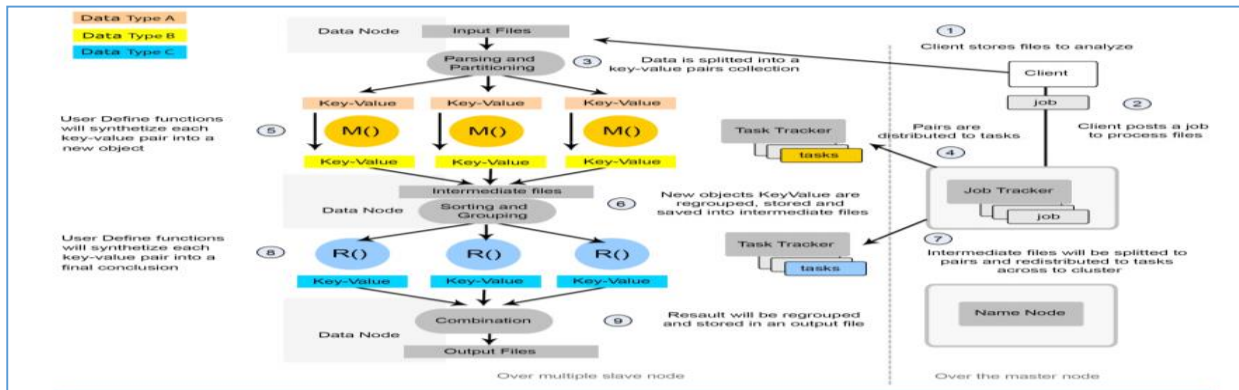 Data Type A
Data Type B
Data Type C
Data Node
Input Files
Parsing and
Partitioning
3
Data is splitted into a
key-value pairs collection
1
Client stores files to analyze
Client
job
2
Client posts a job
to process files
Key-Value
Key-Value
Key-Value
User Define functions
will synthetize each
key-value pair into a
new object
5
M()
M()
M()
Key-Value
Key-Value
Key-Value
Task Tracker
tasks
Pairs are
distributed to tasks
4
Job Tracker
job
Intermediate files
Data Node
Sorting and
Grouping
6
New objects KeyValue are
regrouped, stored and
saved into intermediate files
User Define functions
will synthetize each
key-value pair into a
final conclusion
8
R()
R()
R()
Key-Value
Key-Value
Key-Value
Task Tracker
tasks
7
Intermediate files will be splitted to
pairs and redistributed to tasks
across to cluster
Data Node
Combination
9
Resault will be regrouped
and stored in an output file
Output Files
Name Node
Over multiple slave node
Over the master node